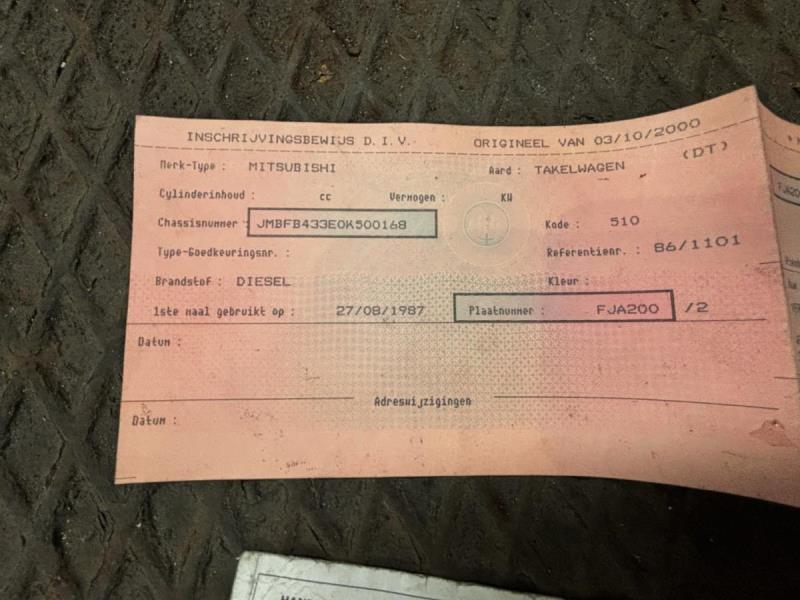 INSCHRIJVINGSBEWIJS D.I.V. ORIGINEEL VAN 03/10/2000
Merk-Type : MITSUBISHI Aard : TAKELWAGEN (DT)
Cylinderinhoud : cc Vermogen : KW
Chassisnummer : JMBFB433E0K500168 Kode : 510
Type-Goedkeuringsnr. : Referentienr. : 86/1101
Brandstof : DIESEL Kleur :
1ste maal gebruikt op : 27/08/1987 Plaatnummer : FJA200 /2
Datum :
Adreswijzigingen
Datum :